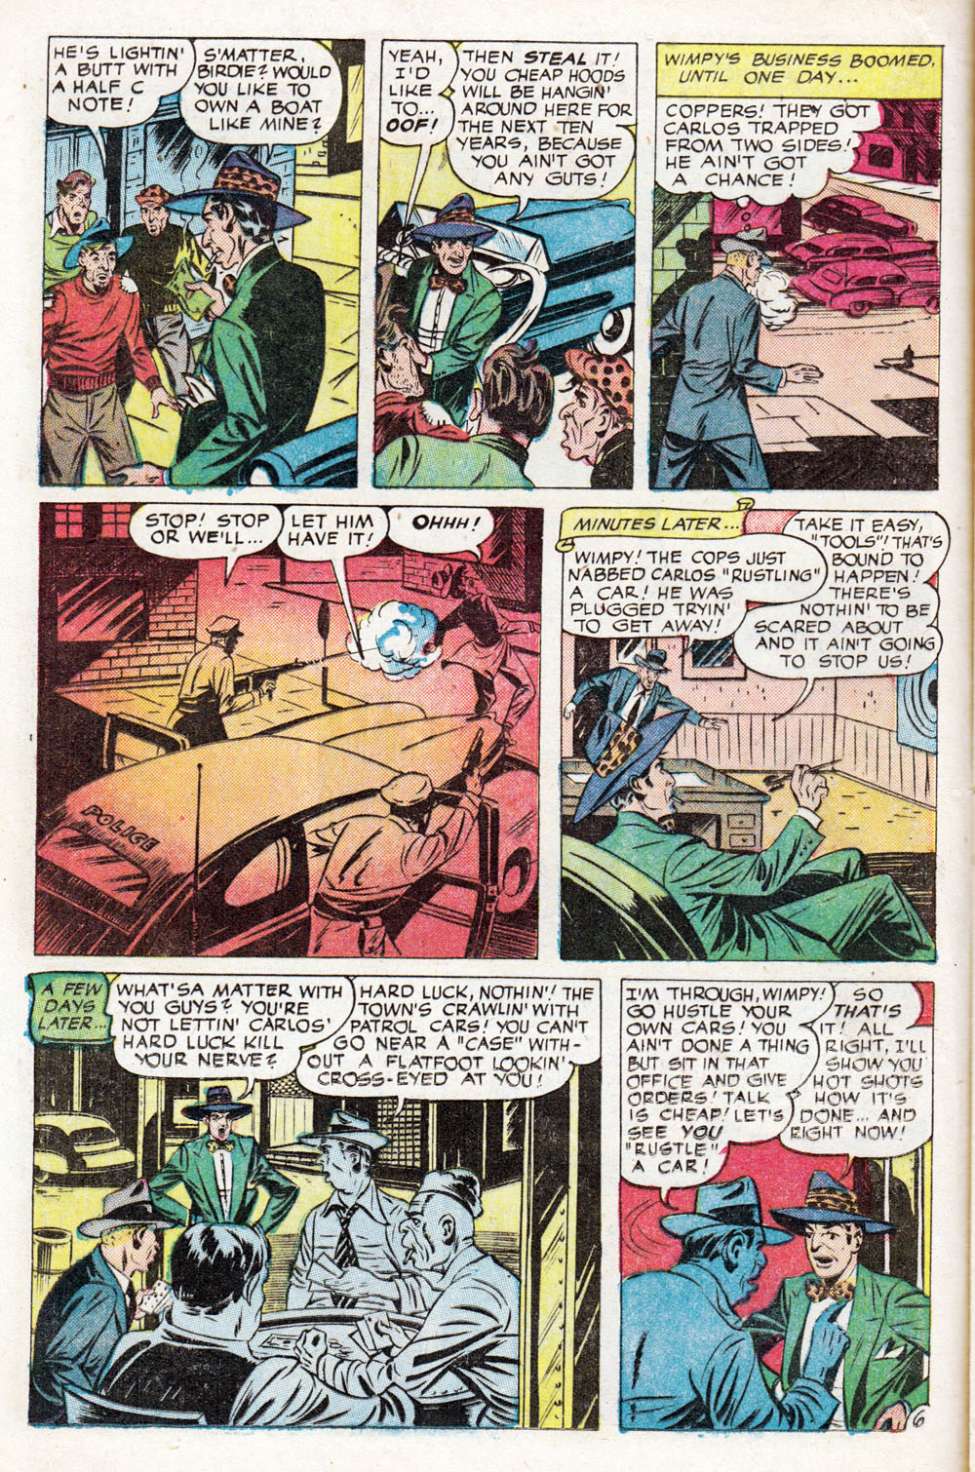 HE'S LIGHTIN'
A BUTT WITH
A HALF C
NOTE!
S'MATTER,
BIRDIE? WOULD
YOU LIKE TO
OWN A BOAT
LIKE MINE?
YEAH,
I'D
LIKE
TO...
OOF!
THEN STEAL IT!
YOU CHEAP HOODS
WILL BE HANGIN'
AROUND HERE FOR
THE NEXT TEN
YEARS, BECAUSE
YOU AIN'T GOT
ANY GUTS!
WIMPY'S BUSINESS BOOMED,
UNTIL ONE DAY...
COPPERS! THEY GOT
CARLOS TRAPPED
FROM TWO SIDES!
HE AIN'T GOT
A CHANCE!
STOP! STOP
OR WE'LL...
LET HIM
HAVE IT!
OHHH!
POLICE
MINUTES LATER...
WIMPY! THE COPS JUST
NABBED CARLOS "RUSTLING"
A CAR! HE WAS
PLUGGED TRYIN'
TO GET AWAY!
TAKE IT EASY,
"TOOLS"! THAT'S
BOUND TO
HAPPEN!
THERE'S
NOTHIN' TO BE
SCARED ABOUT
AND IT AIN'T GOING
TO STOP US!
A FEW
DAYS
LATER...
WHAT'SA MATTER WITH
YOU GUYS? YOU'RE
NOT LETTIN' CARLOS'
HARD LUCK KILL
YOUR NERVE?
HARD LUCK, NOTHIN'! THE
TOWN'S CRAWLIN' WITH
PATROL CARS! YOU CAN'T
GO NEAR A "CASE" WITH-
OUT A FLATFOOT LOOKIN'
CROSS-EYED AT YOU!
I'M THROUGH, WIMPY!
GO HUSTLE YOUR
OWN CARS! YOU
AIN'T DONE A THING
BUT SIT IN THAT
OFFICE AND GIVE
ORDERS! TALK
IS CHEAP! LET'S
SEE YOU
"RUSTLE"
A CAR!
SO
THAT'S
IT! ALL
RIGHT, I'LL
SHOW YOU
HOT SHOTS
HOW IT'S
DONE... AND
RIGHT NOW!
6